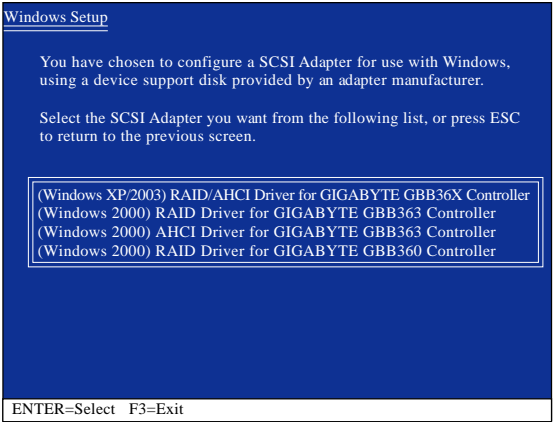 Windows Setup
You have chosen to configure a SCSI Adapter for use with Windows,
using a device support disk provided by an adapter manufacturer.
Select the SCSI Adapter you want from the following list, or press ESC
to return to the previous screen.
(Windows XP/2003) RAID/AHCI Driver for GIGABYTE GBB36X Controller
(Windows 2000) RAID Driver for GIGABYTE GBB363 Controller
(Windows 2000) AHCI Driver for GIGABYTE GBB363 Controller
(Windows 2000) RAID Driver for GIGABYTE GBB360 Controller
ENTER=Select F3=Exit